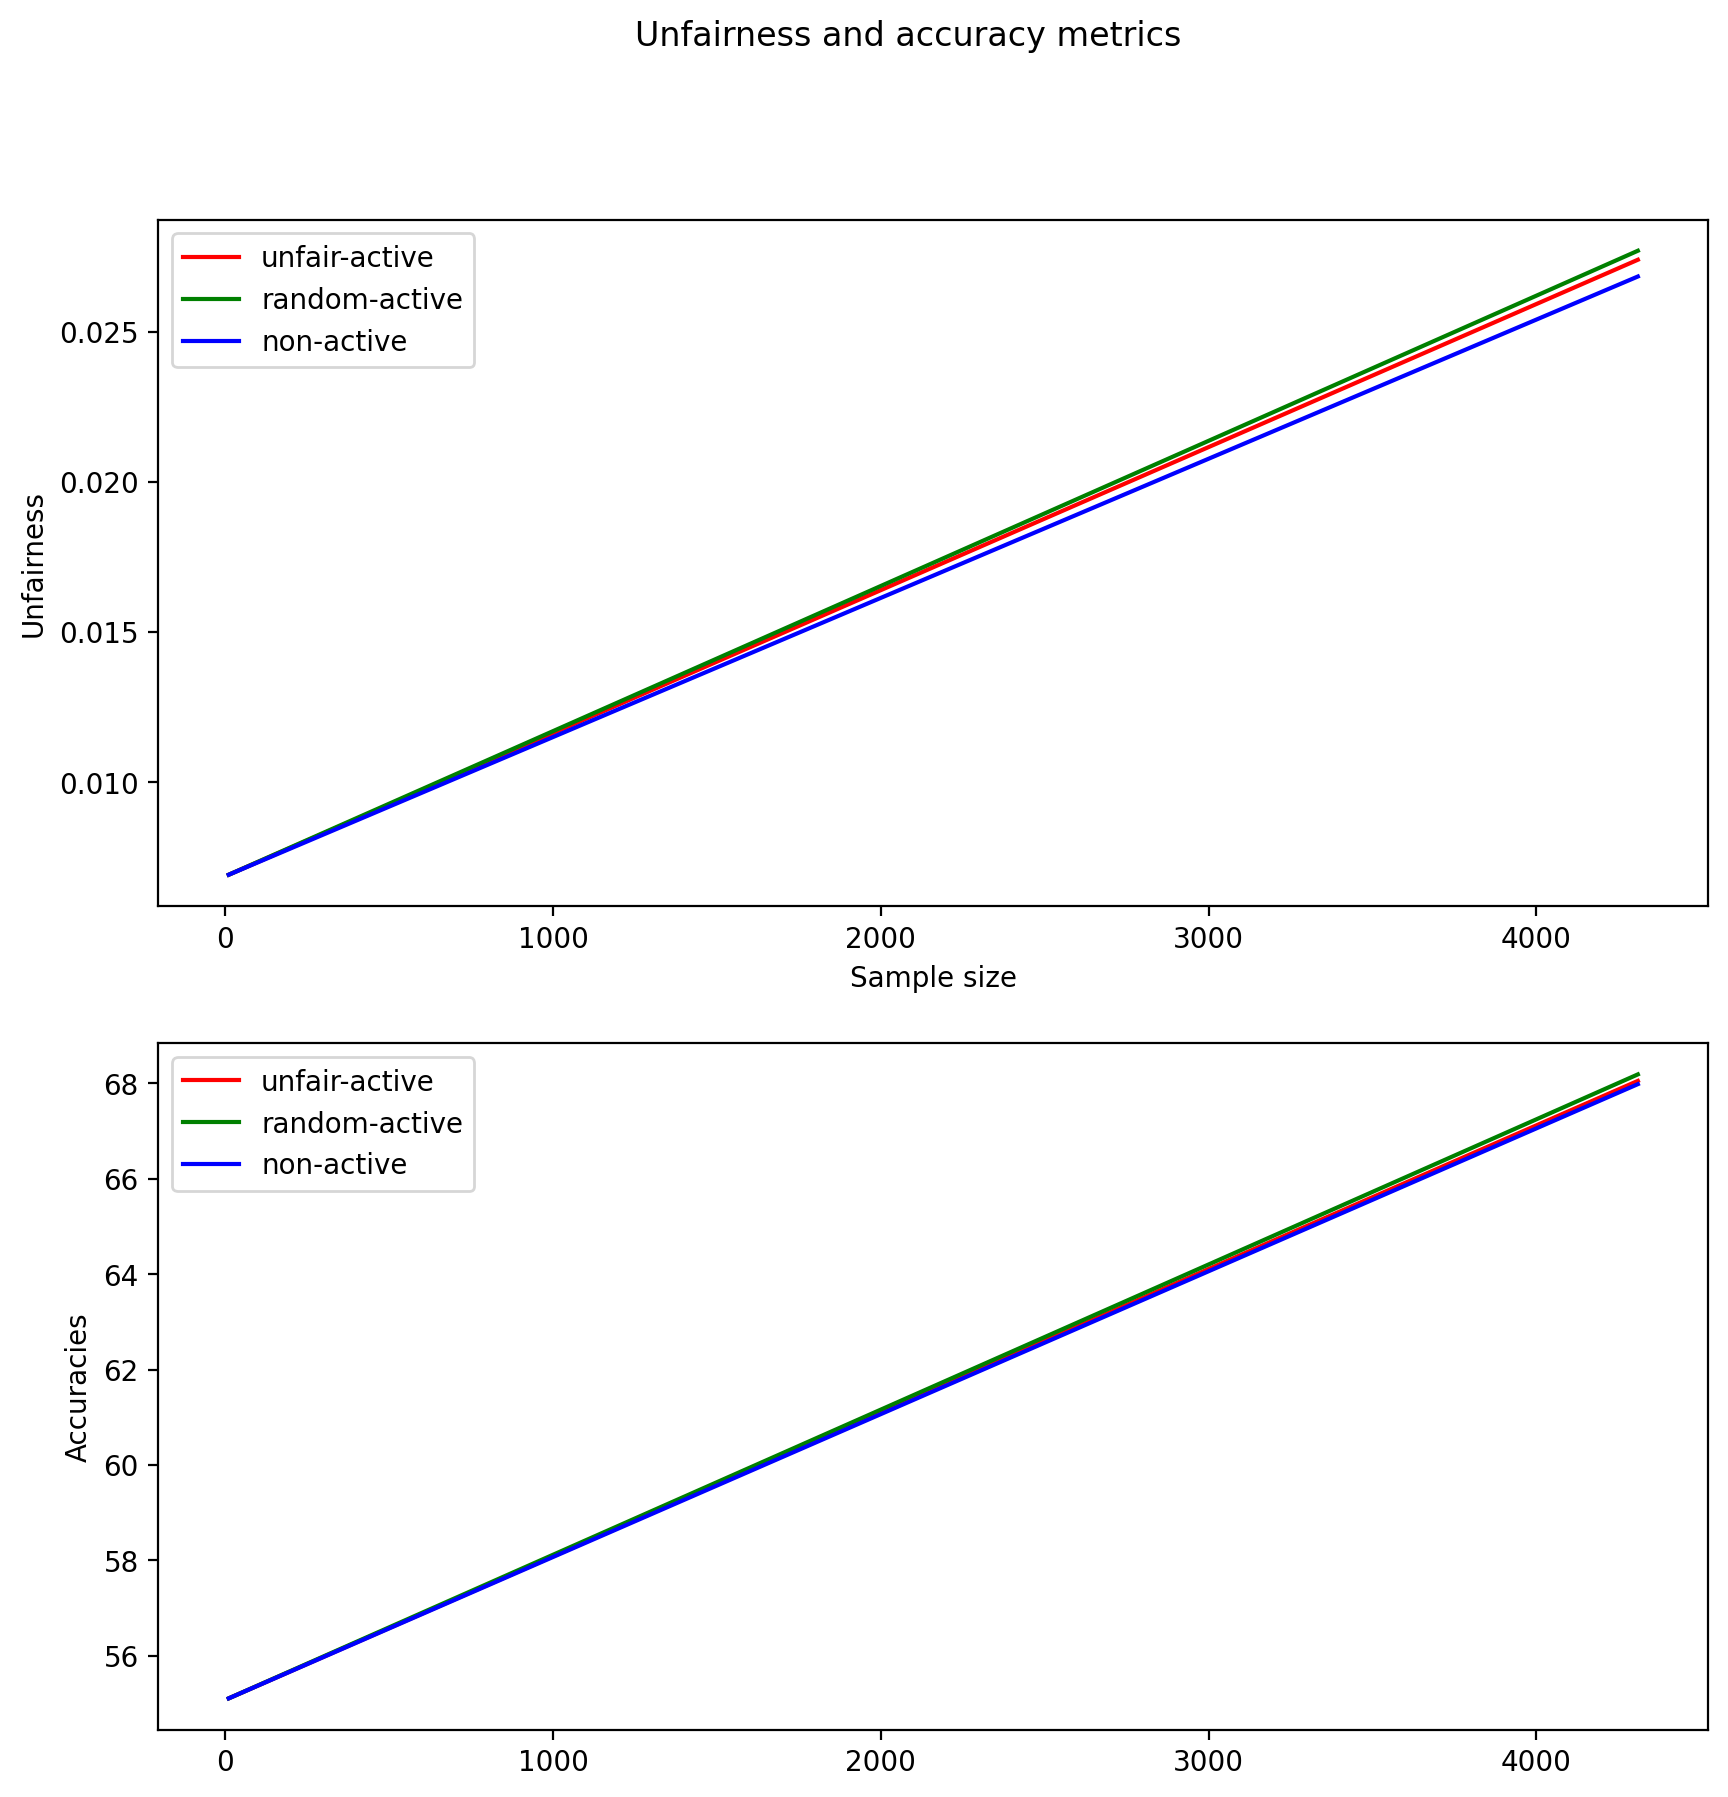 Unfairness and accuracy metrics
unfair-active
random-active
non-active
0.025
0.020
0.015
0.010
Unfairness
0 1000 2000 3000 4000
Sample size
unfair-active
random-active
non-active
68
66
64
62
60
58
56
Accuracies
0 1000 2000 3000 4000